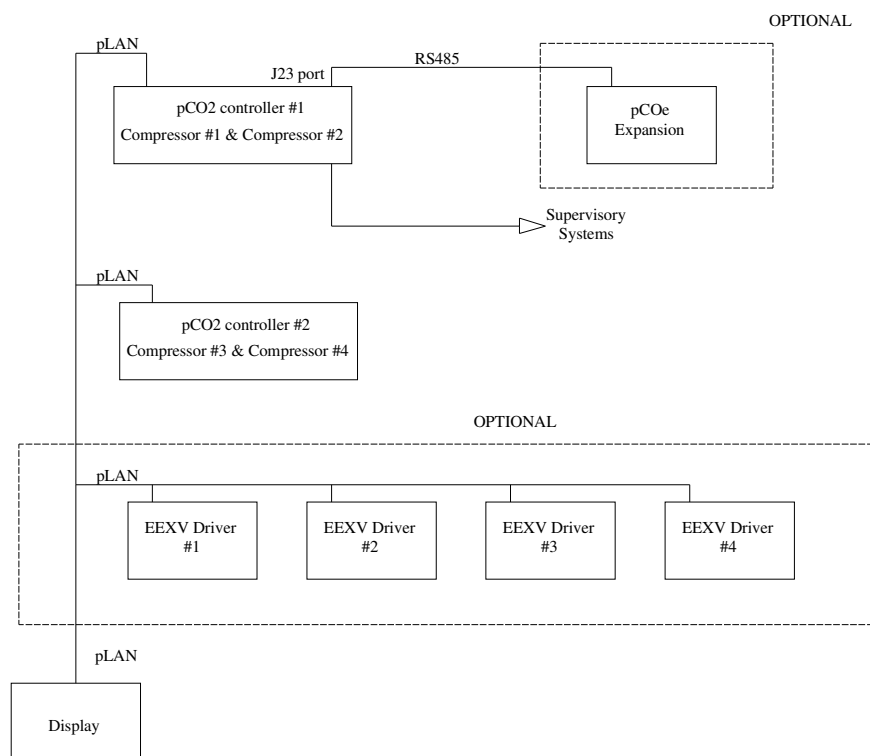 OPTIONAL
pLAN
RS485
J23 port
pCO2 controller #1
Compressor #1 & Compressor #2
pCOe
Expansion
Supervisory
Systems
pLAN
pCO2 controller #2
Compressor #3 & Compressor #4
OPTIONAL
pLAN
EEXV Driver
#1
EEXV Driver
#2
EEXV Driver
#3
EEXV Driver
#4
pLAN
Display